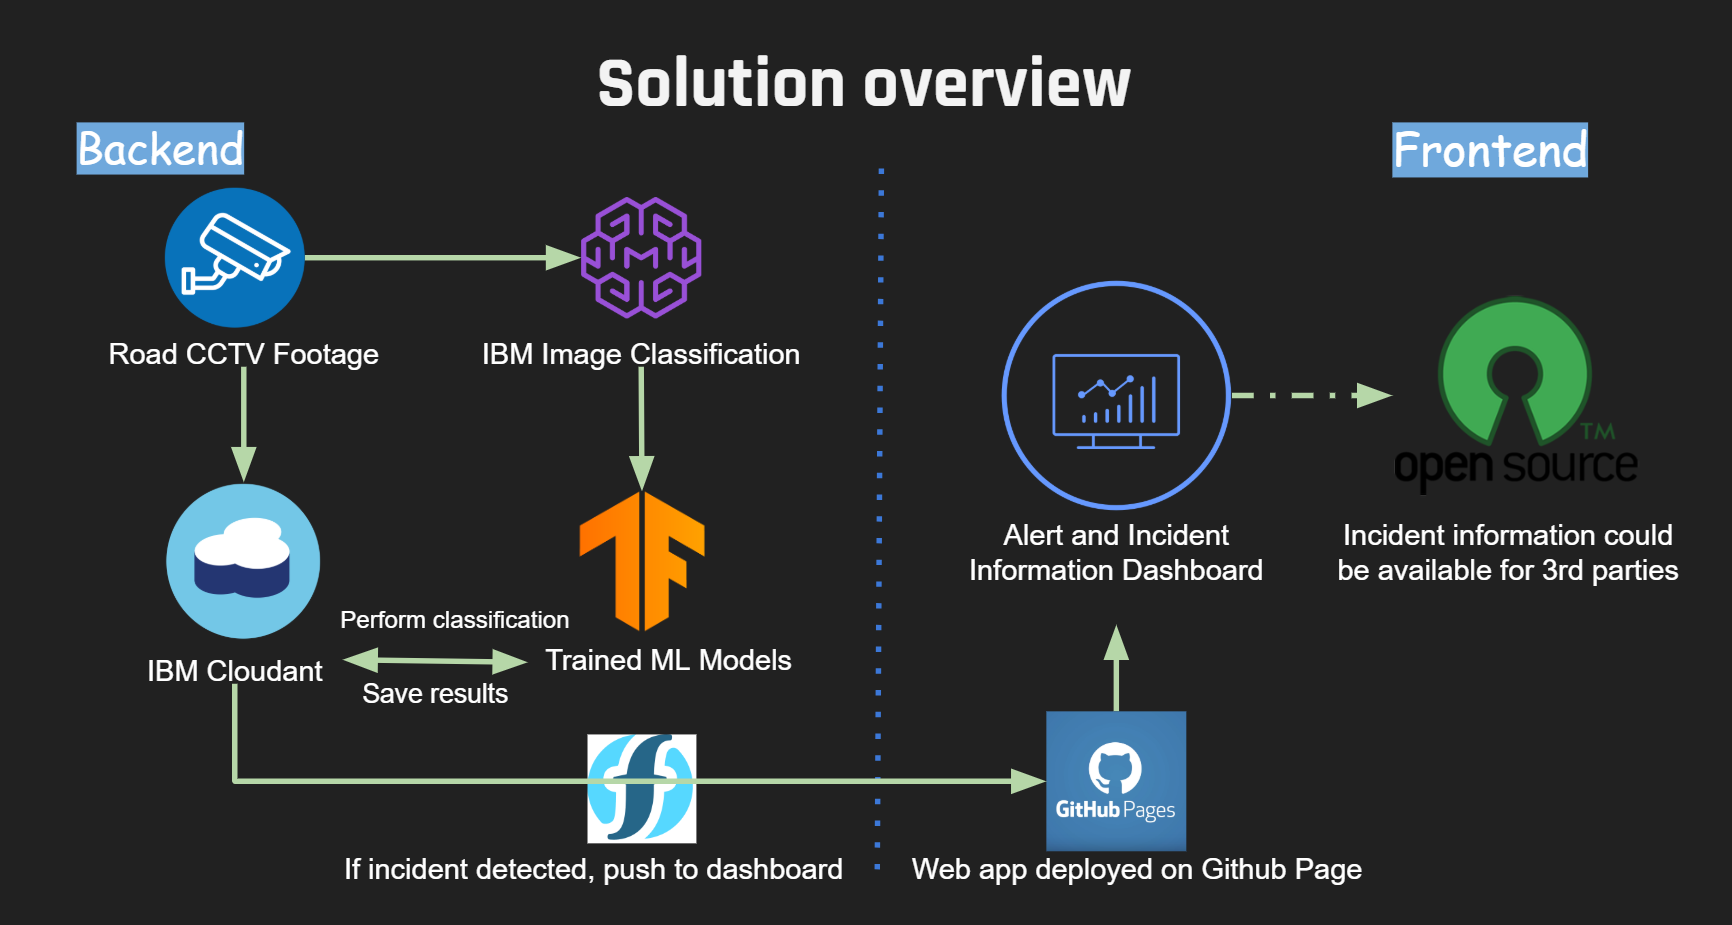 Solution overview
Backend
Frontend
Road CCTV Footage
IBM Image Classification
IBM Cloudant
Perform classification
Save results
Trained ML Models
If incident detected, push to dashboard
Alert and Incident
Information Dashboard
TM
open source
Incident information could
be available for 3rd parties
GitHub Pages
Web app deployed on Github Page